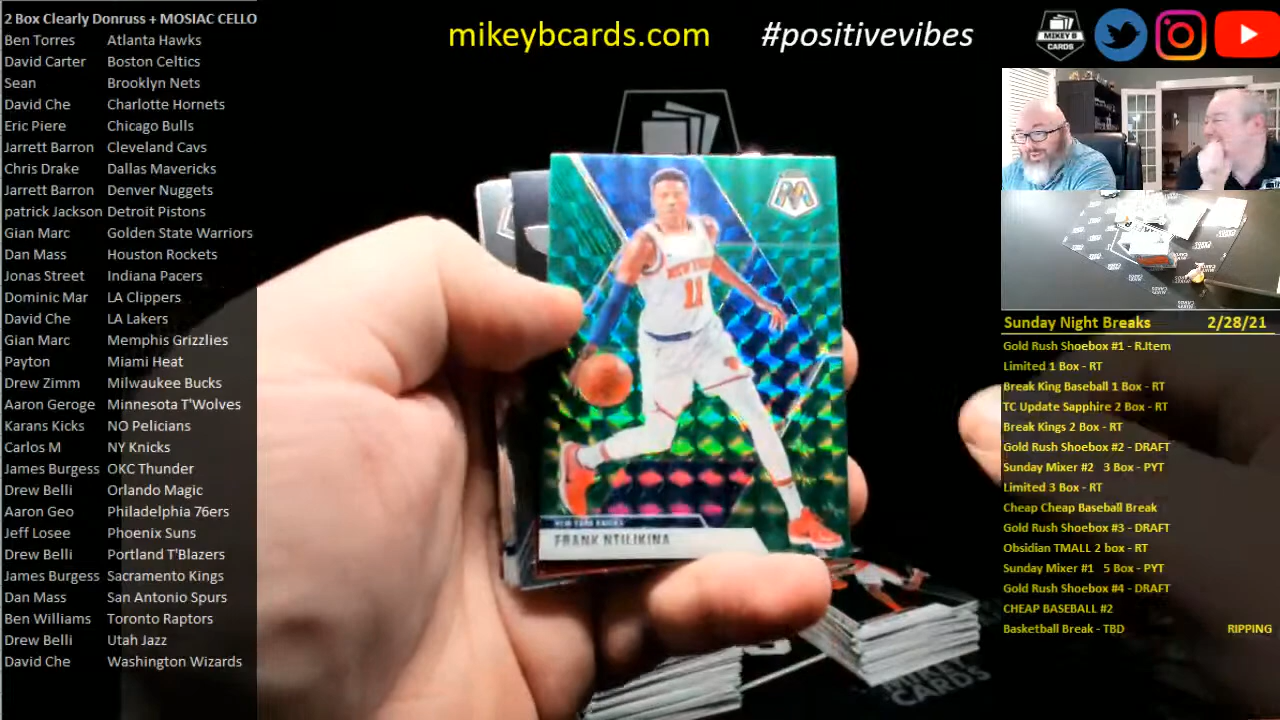 2 Box Clearly Donruss + MOSIAC CELLO
Ben Torres Atlanta Hawks
David Carter Boston Celtics
Sean Brooklyn Nets
David Che Charlotte Hornets
Eric Piere Chicago Bulls
Jarrett Barron Cleveland Cavs
Chris Drake Dallas Mavericks
Jarrett Barron Denver Nuggets
patrick Jackson Detroit Pistons
Gian Marc Golden State Warriors
Dan Mass Houston Rockets
Jonas Street Indiana Pacers
Dominic Mar LA Clippers
David Che LA Lakers
Gian Marc Memphis Grizzlies
Payton Miami Heat
Drew Zimm Milwaukee Bucks
Aaron Geroge Minnesota T'Wolves
Karans Kicks NO Pelicians
Carlos M NY Knicks
James Burgess OKC Thunder
Drew Belli Orlando Magic
Aaron Geo Philadelphia 76ers
Jeff Losee Phoenix Suns
Drew Belli Portland T'Blazers
James Burgess Sacramento Kings
Dan Mass San Antonio Spurs
Ben Williams Toronto Raptors
Drew Belli Utah Jazz
David Che Washington Wizards
mikeybcards.com #positivevibes
MIKEY B
CARDS
NEW YORK
11
NEW YORK KNICKS
FRANK NTILIKINA
MIKEY
CARDS
Sunday Night Breaks 2/28/21
Gold Rush Shoebox #1 - R.Item
Limited 1 Box - RT
Break King Baseball 1 Box - RT
TC Update Sapphire 2 Box - RT
Break Kings 2 Box - RT
Gold Rush Shoebox #2 - DRAFT
Sunday Mixer #2 3 Box - PYT
Limited 3 Box - RT
Cheap Cheap Baseball Break
Gold Rush Shoebox #3 - DRAFT
Obsidian TMALL 2 box - RT
Sunday Mixer #1 5 Box - PYT
Gold Rush Shoebox #4 - DRAFT
CHEAP BASEBALL #2
Basketball Break - TBD RIPPING